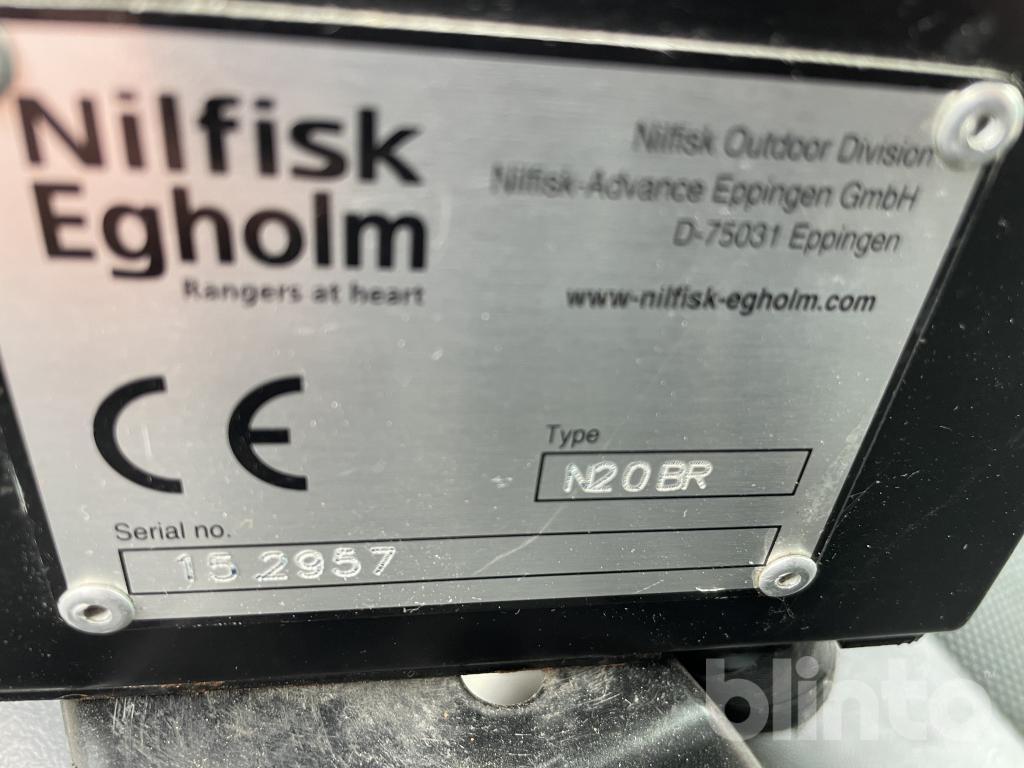 Nilfisk
Egholm
Rangers at heart
Nilfisk Outdoor Division
Nilfisk-Advance Eppingen GmbH
D-75031 Eppingen
www-nilfisk-egholm.com
CE
Type
N20BR
Serial no.
15 2957
blinto